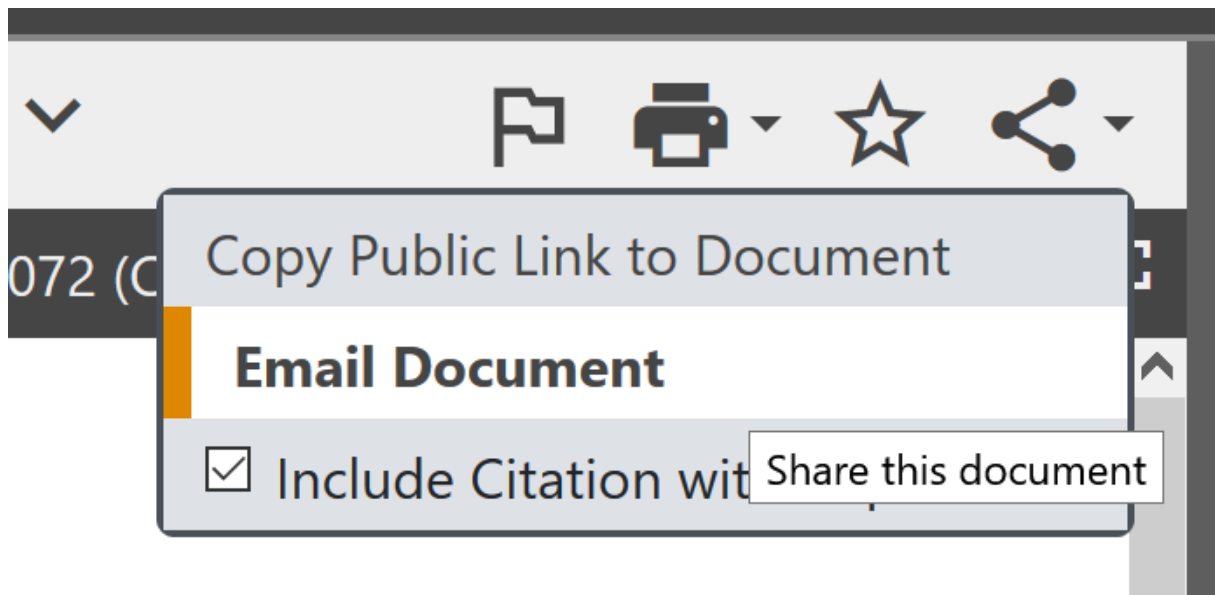 Copy Public Link to Document
072 (C
Email Document
Include Citation wit
Share this document